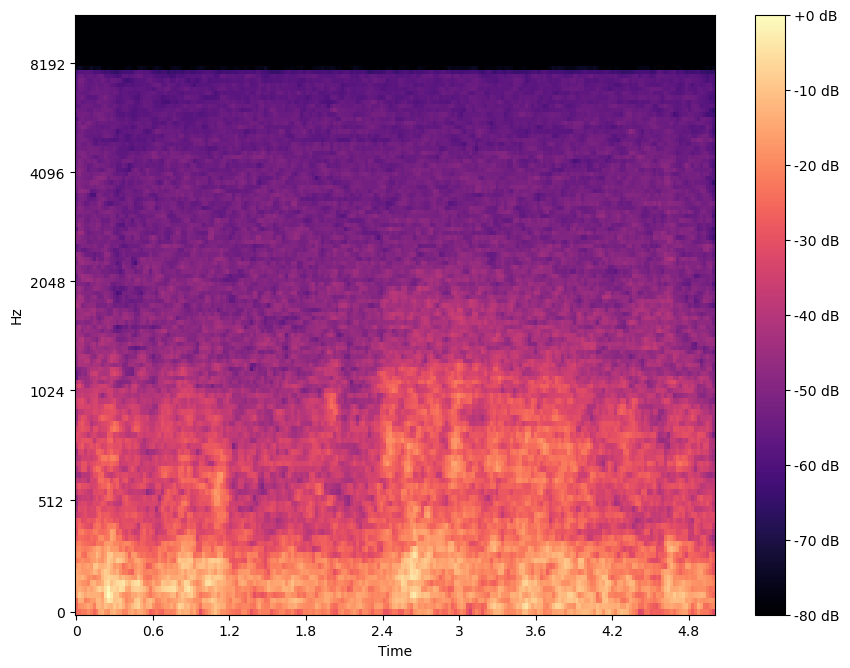 +0 dB
8192
-10 dB
4096
-20 dB
-30 dB
2048
Hz
-40 dB
1024
-50 dB
512
-60 dB
-70 dB
0
-80 dB
0 0.6 1.2 1.8 2.4 3 3.6 4.2 4.8
Time